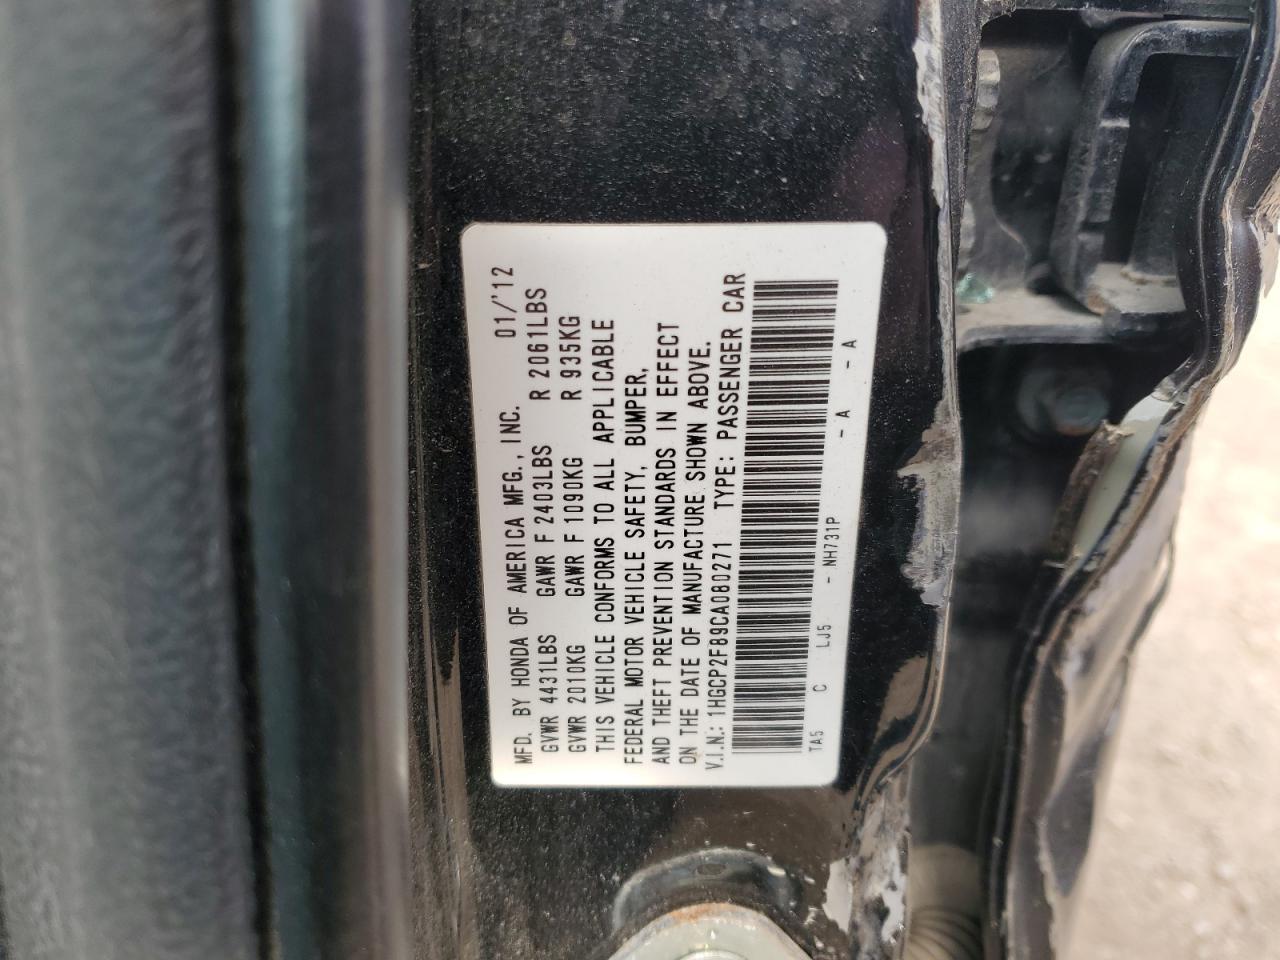 MFD. BY HONDA OF AMERICA MFG., INC. 01/'12
GVWR 4431LBS GAWR F 2403LBS R 2061LBS
GVWR 2010KG GAWR F 1090KG R 935KG
THIS VEHICLE CONFORMS TO ALL APPLICABLE
FEDERAL MOTOR VEHICLE SAFETY, BUMPER,
AND THEFT PREVENTION STANDARDS IN EFFECT
ON THE DATE OF MANUFACTURE SHOWN ABOVE.
V.I.N.: 1HGCP2F89CA080271 TYPE: PASSENGER CAR
TA5 C LJ5 - NH731P - A - A